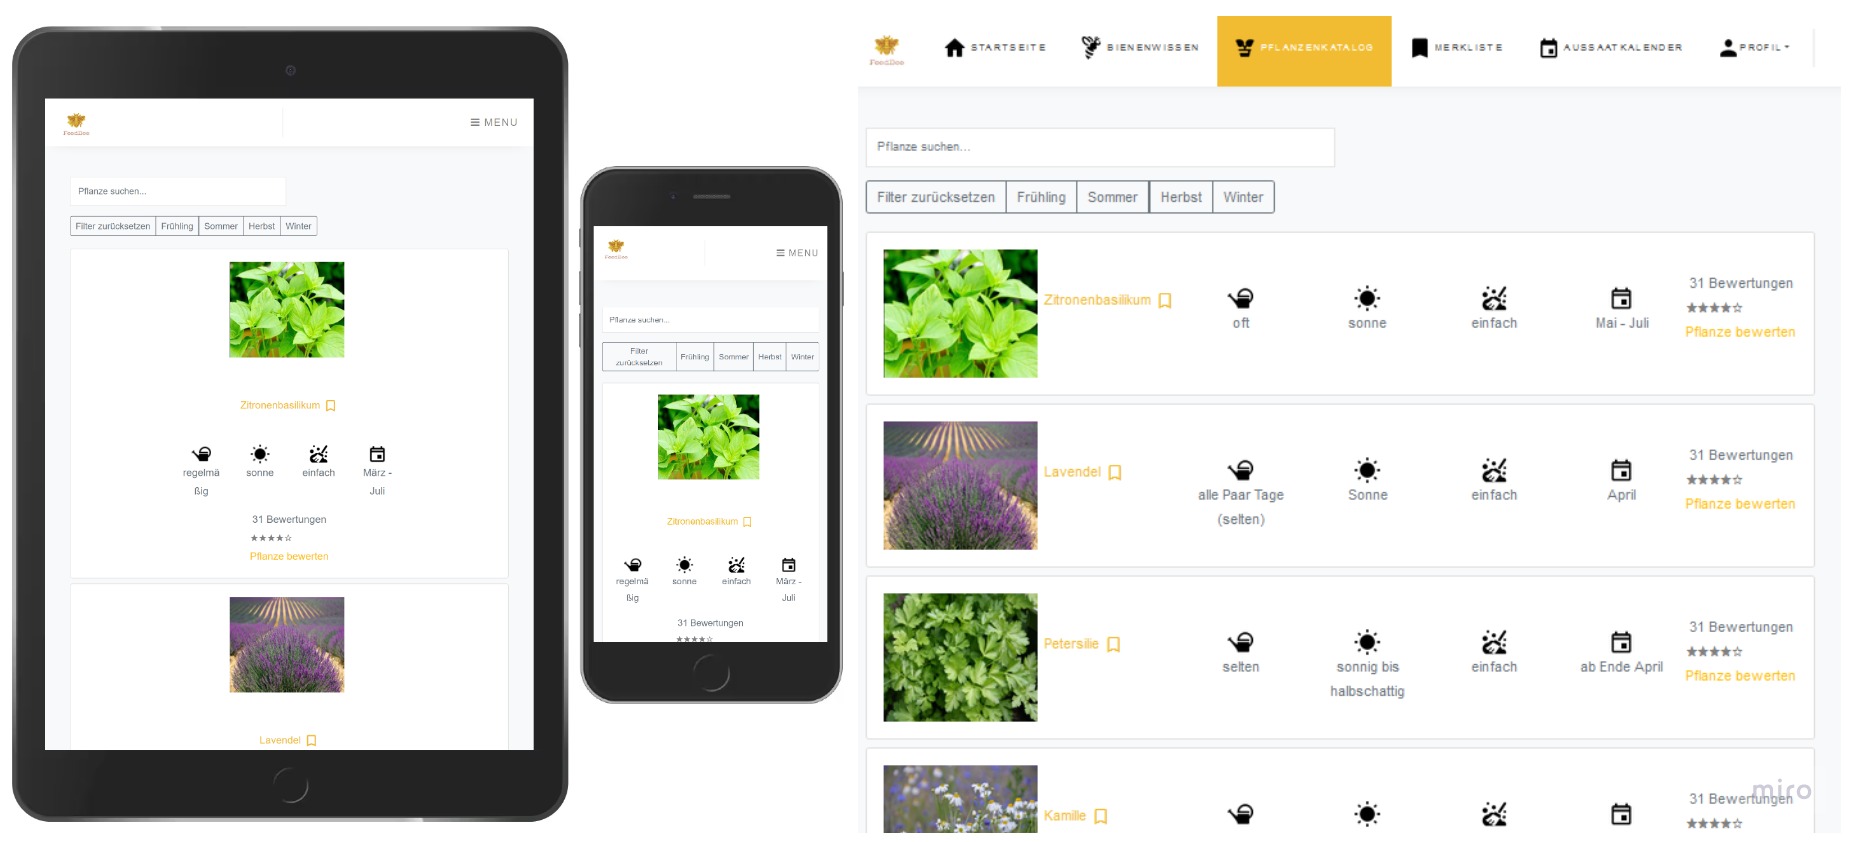 FeedBee
MENU
Pflanze suchen...
Filter zurücksetzen Frühling Sommer Herbst Winter
Zitronenbasilikum
regelmä
ßig
sonne
einfach
März -
Juli
31 Bewertungen
★★★★☆
Pflanze bewerten
Lavendel
FeedBee
MENU
Pflanze suchen...
Filter
zurücksetzen
Frühling Sommer Herbst Winter
Zitronenbasilikum
regelmä
ßig
sonne
einfach
März -
Juli
31 Bewertungen
★★★★☆
FeedBee
STARTSEITE BIENENWISSEN PFLANZENKATALOG MERKLISTE AUSSAATKALENDER PROFIL
Pflanze suchen...
Filter zurücksetzen Frühling Sommer Herbst Winter
Zitronenbasilikum
oft
sonne
einfach
Mai - Juli
31 Bewertungen
★★★★☆
Pflanze bewerten
Lavendel
alle Paar Tage
(selten)
Sonne
einfach
April
31 Bewertungen
★★★★☆
Pflanze bewerten
Petersilie
selten
sonnig bis
halbschattig
einfach
ab Ende April
31 Bewertungen
★★★★☆
Pflanze bewerten
Kamille
31 Bewertungen
★★★★☆
miro